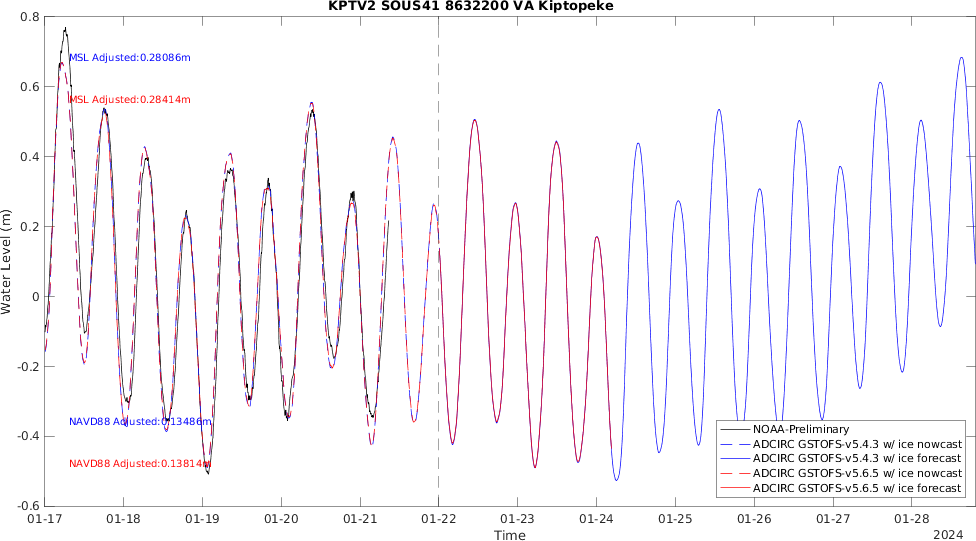 KPTV2 SOUS41 8632200 VA Kiptopeke
0.8
0.6
0.4
0.2
0
-0.2
-0.4
-0.6
Water Level (m)
MSL Adjusted:0.28086m
MSL Adjusted:0.28414m
NAVD88 Adjusted:0.13486m
NAVD88 Adjusted:0.13814m
NOAA-Preliminary
ADCIRC GSTOFS-v5.4.3 w/ ice nowcast
ADCIRC GSTOFS-v5.4.3 w/ ice forecast
ADCIRC GSTOFS-v5.6.5 w/ ice nowcast
ADCIRC GSTOFS-v5.6.5 w/ ice forecast
01-17 01-18 01-19 01-20 01-21 01-22 01-23 01-24 01-25 01-26 01-27 01-28
Time
2024